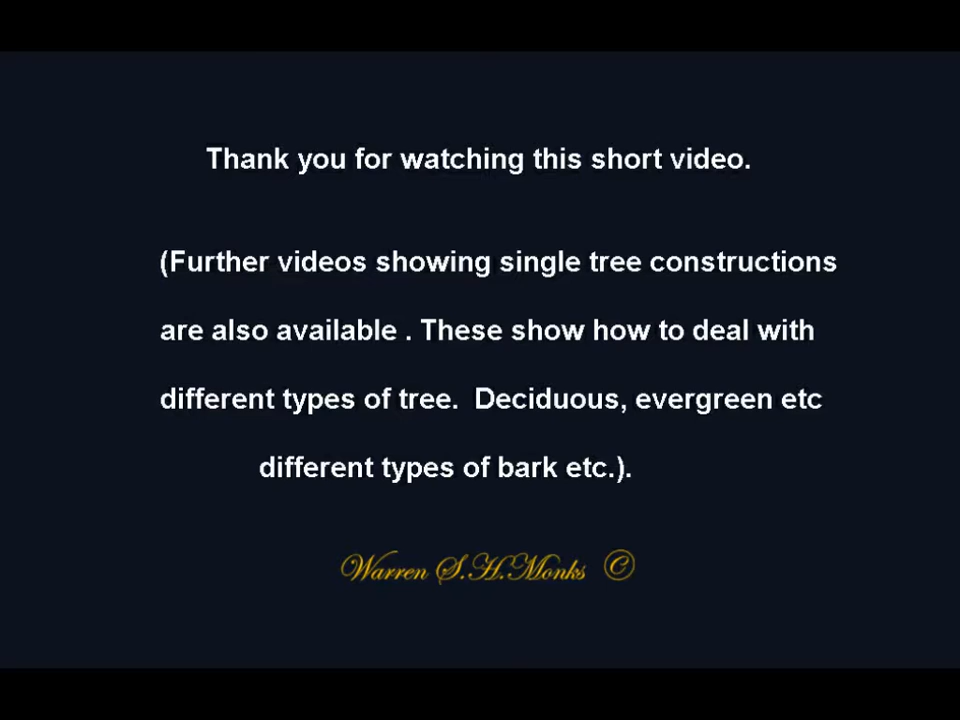 Thank you for watching this short video.
(Further videos showing single tree constructions
are also available . These show how to deal with
different types of tree.  Deciduous, evergreen etc
different types of bark etc.).
Warren S.H.Monks ©